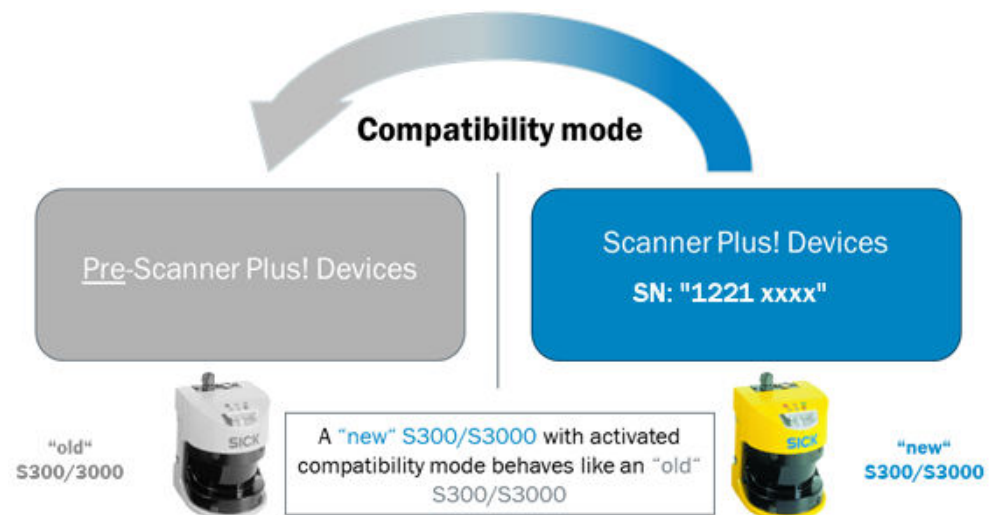 Compatibility mode
Pre-Scanner Plus! Devices
Scanner Plus! Devices
SN: "1221 xxxx"
"old"
S300/3000
SICK
A "new" S300/S3000 with activated
compatibility mode behaves like an "old"
S300/S3000
SICK
"new"
S300/S3000